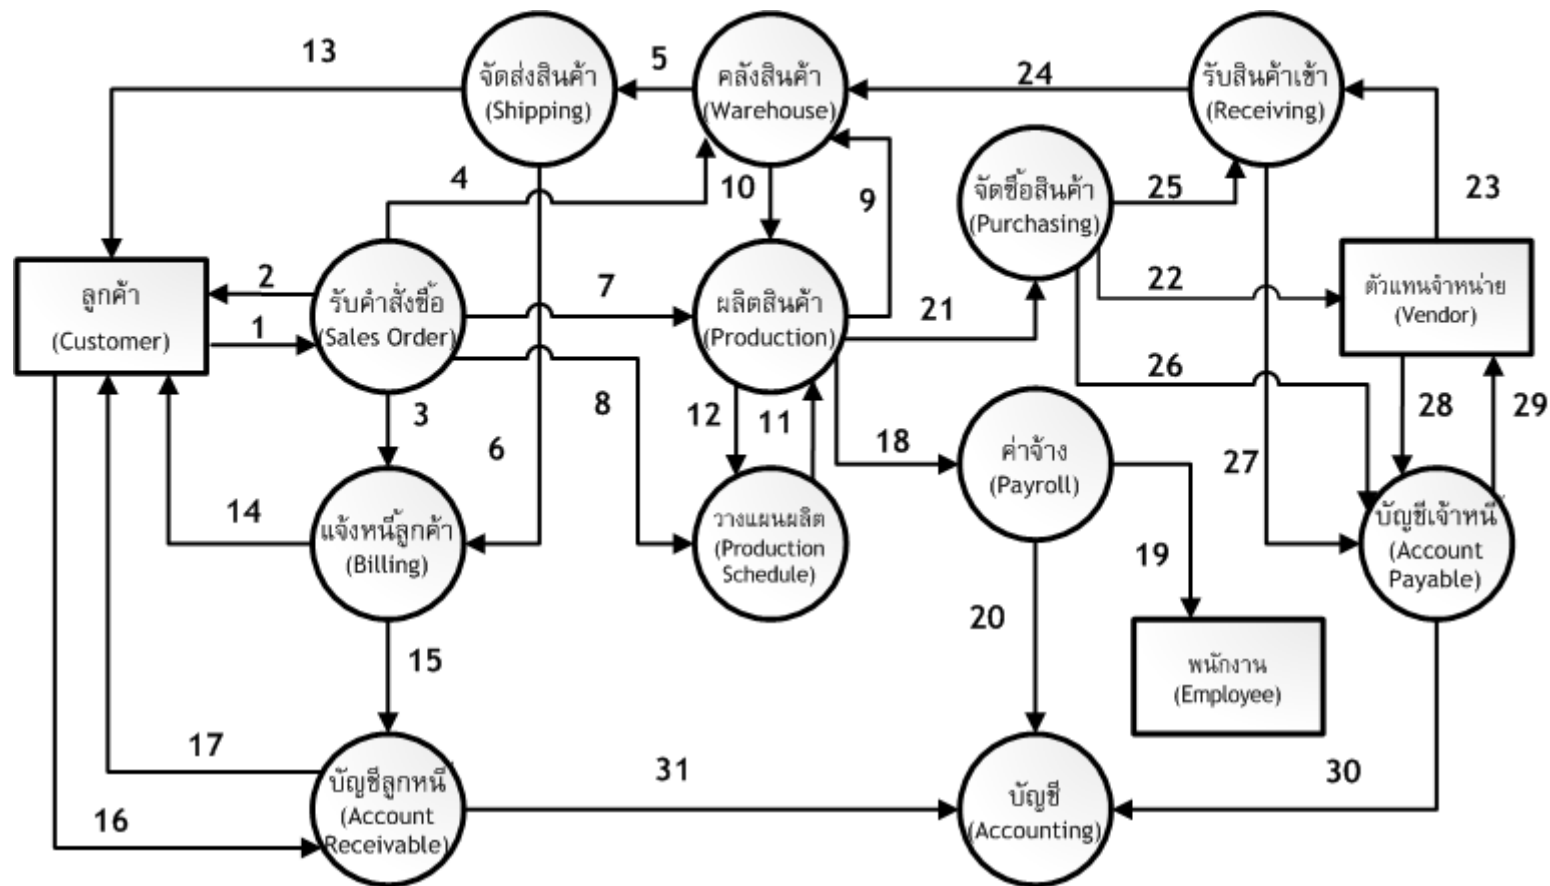 13
5
24
จัดส่งสินค้า
(Shipping)
คลังสินค้า
(Warehouse)
รับสินค้าเข้า
(Receiving)
4
10
9
จัดซื้อสินค้า
(Purchasing)
25
23
ลูกค้า
(Customer)
2
1
รับคำสั่งซื้อ
(Sales Order)
7
ผลิตสินค้า
(Production)
21
22
ตัวแทนจำหน่าย
(Vendor)
26
3
6
8
12
11
18
ค่าจ้าง
(Payroll)
27
28
29
14
แจ้งหนี้ลูกค้า
(Billing)
วางแผนผลิต
(Production
Schedule)
19
บัญชีเจ้าหนี้
(Account
Payable)
20
15
พนักงาน
(Employee)
17
31
30
16
บัญชีลูกหนี้
(Account
Receivable)
บัญชี
(Accounting)